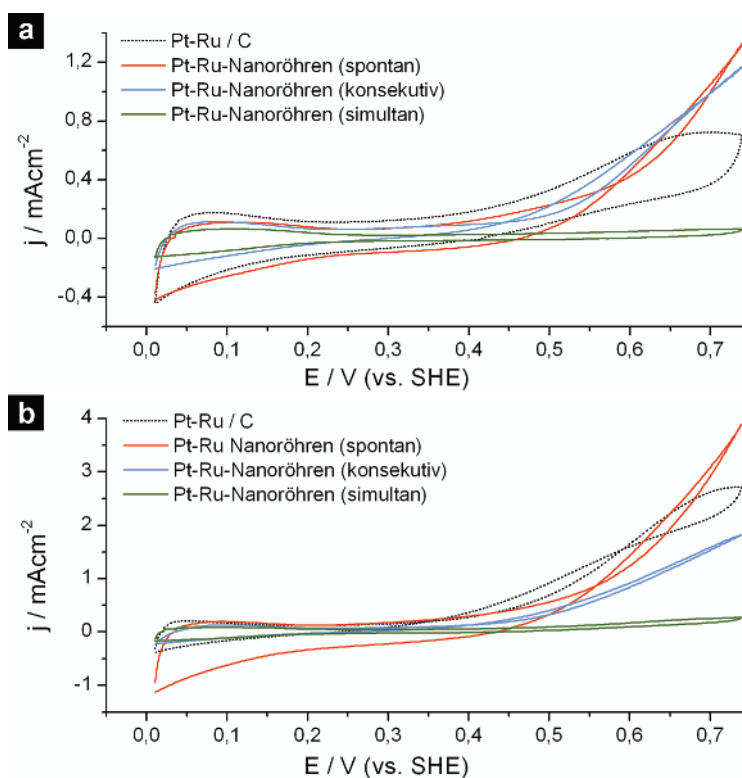 a
Pt-Ru / C
Pt-Ru-Nanoröhren (spontan)
Pt-Ru-Nanoröhren (konsekutiv)
Pt-Ru-Nanoröhren (simultan)
j / mAcm-2
1,2
0,8
0,4
0,0
-0,4
0,0 0,1 0,2 0,3 0,4 0,5 0,6 0,7
E / V (vs. SHE)
b
Pt-Ru / C
Pt-Ru Nanoröhren (spontan)
Pt-Ru-Nanoröhren (konsekutiv)
Pt-Ru-Nanoröhren (simultan)
j / mAcm-2
4
3
2
1
0
-1
0,0 0,1 0,2 0,3 0,4 0,5 0,6 0,7
E / V (vs. SHE)